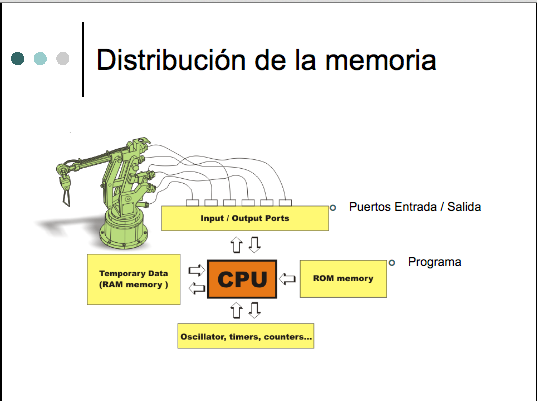 Distribución de la memoria
Input / Output Ports
Puertos Entrada / Salida
Temporary Data
(RAM memory )
CPU
ROM memory
Programa
Oscillator, timers, counters...